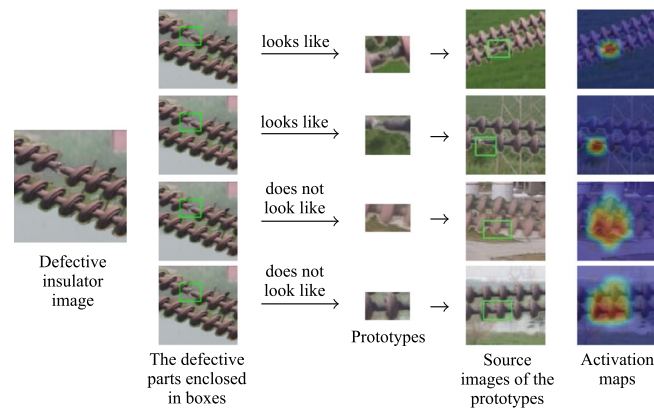 looks like
looks like
does not
look like
does not
look like
Defective
insulator
image
Prototypes
The defective
parts enclosed
in boxes
Source
images of the
prototypes
Activation
maps